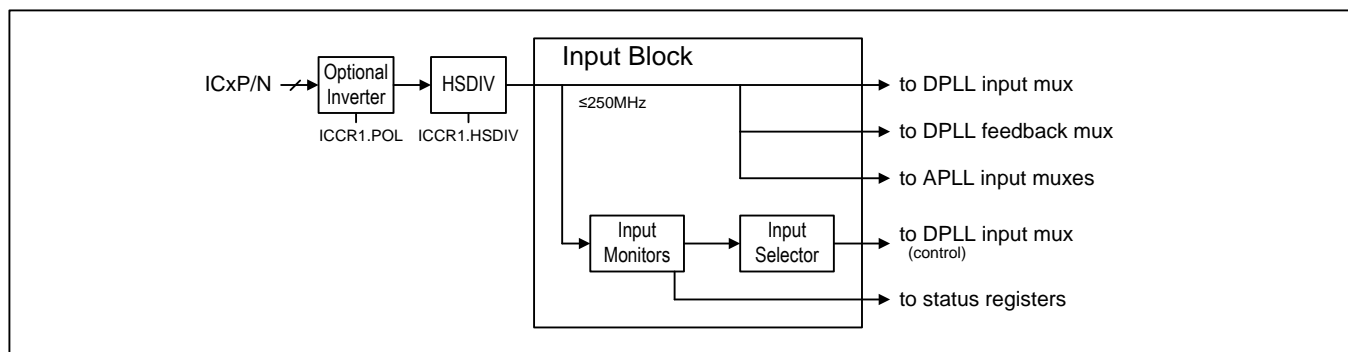 Input Block
ICxP/N
Optional
Inverter
HSDIV
ICCR1.POL
ICCR1.HSDIV
≤250MHz
to DPLL input mux
to DPLL feedback mux
to APLL input muxes
Input
Monitors
Input
Selector
to DPLL input mux
(control)
to status registers